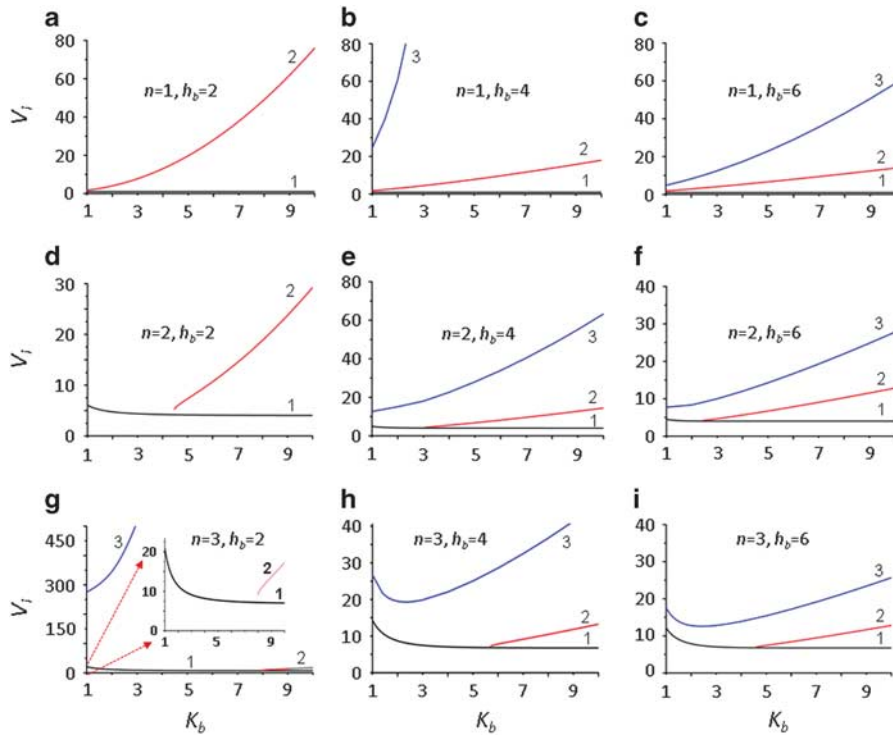 a
b
c
80
60
40
20
0
V_i
n=1, h_b=2
2
1
1 3 5 7 9
80
60
40
20
0
3
n=1, h_b=4
2
1
1 3 5 7 9
80
60
40
20
0
n=1, h_b=6
3
2
1
1 3 5 7 9
d
e
f
30
20
10
0
V_i
n=2, h_b=2
2
1
1 3 5 7 9
80
60
40
20
0
n=2, h_b=4
3
2
1
1 3 5 7 9
40
30
20
10
0
n=2, h_b=6
3
2
1
1 3 5 7 9
g
h
i
450
300
150
0
V_i
3
n=3, h_b=2
20
10
0
2
1
1 3 5 7 9
1
2
1 3 5 7 9
K_b
40
30
20
10
0
n=3, h_b=4
3
2
1
1 3 5 7 9
K_b
40
30
20
10
0
n=3, h_b=6
3
2
1
1 3 5 7 9
K_b